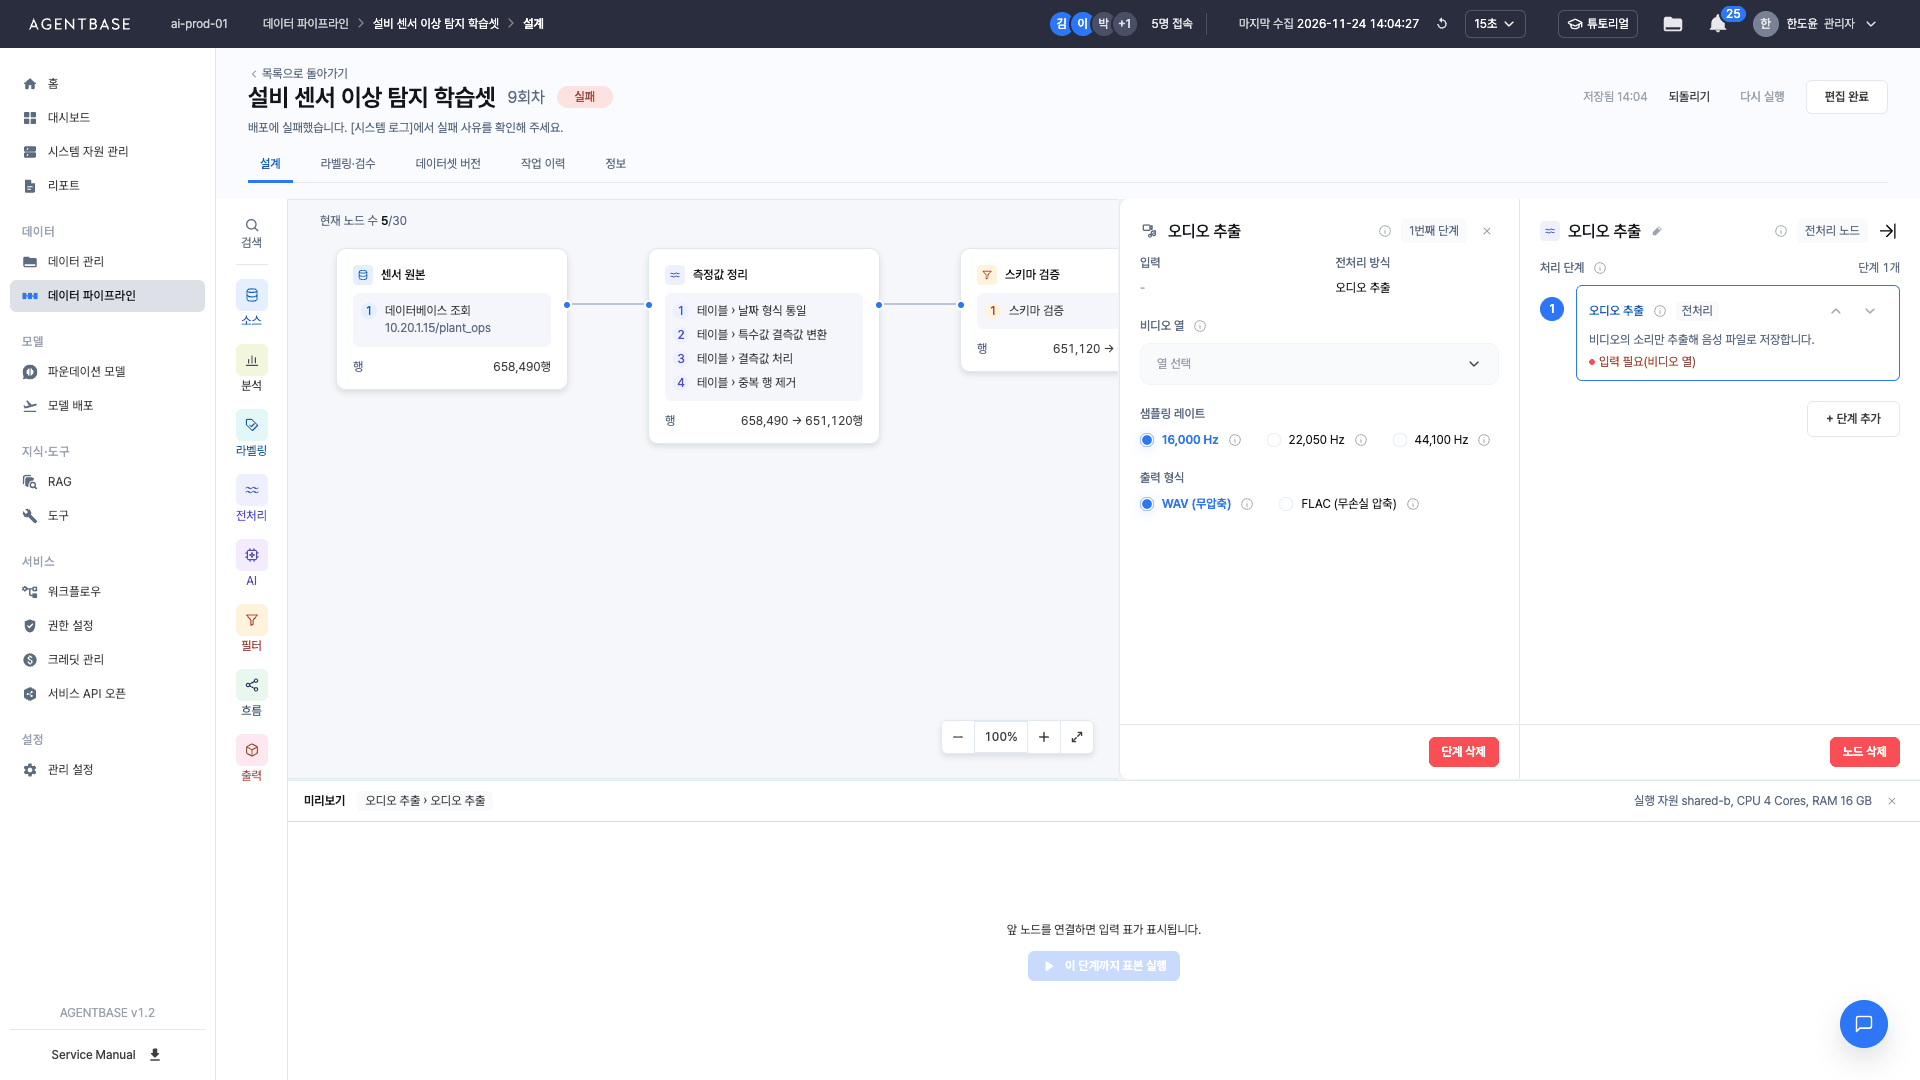 AGENTBASE
ai-prod-01
데이터 파이프라인 > 설비 센서 이상 탐지 학습셋 > 설계
김 이 박 +1 5명 접속
마지막 수집 2026-11-24 14:04:27
15초
튜토리얼
25
한 한도윤 관리자
홈
대시보드
시스템 자원 관리
리포트
데이터
데이터 관리
데이터 파이프라인
모델
파운데이션 모델
모델 배포
지식·도구
RAG
도구
서비스
워크플로우
권한 설정
크레딧 관리
서비스 API 오픈
설정
관리 설정
AGENTBASE v1.2
Service Manual
목록으로 돌아가기
설비 센서 이상 탐지 학습셋 9회차 실패
배포에 실패했습니다. [시스템 로그]에서 실패 사유를 확인해 주세요.
저장됨 14:04 되돌리기 다시 실행 편집 완료
설계 라벨링·검수 데이터셋 버전 작업 이력 정보
검색
소스
분석
라벨링
전처리
AI
필터
흐름
출력
현재 노드 수 5/30
센서 원본
1 데이터베이스 조회
10.20.1.15/plant_ops
행 658,490행
측정값 정리
1 테이블 › 날짜 형식 통일
2 테이블 › 특수값 결측값 변환
3 테이블 › 결측값 처리
4 테이블 › 중복 행 제거
행 658,490 → 651,120행
스키마 검증
1 스키마 검증
행 651,120 →
100%
오디오 추출 1번째 단계
입력 전처리 방식
- 오디오 추출
비디오 열
열 선택
샘플링 레이트
16,000 Hz 22,050 Hz 44,100 Hz
출력 형식
WAV (무압축) FLAC (무손실 압축)
단계 삭제
오디오 추출 전처리 노드
처리 단계 단계 1개
1 오디오 추출 전처리
비디오의 소리만 추출해 음성 파일로 저장합니다.
입력 필요(비디오 열)
+ 단계 추가
노드 삭제
미리보기 오디오 추출 › 오디오 추출
실행 자원 shared-b, CPU 4 Cores, RAM 16 GB
앞 노드를 연결하면 입력 표가 표시됩니다.
이 단계까지 표본 실행